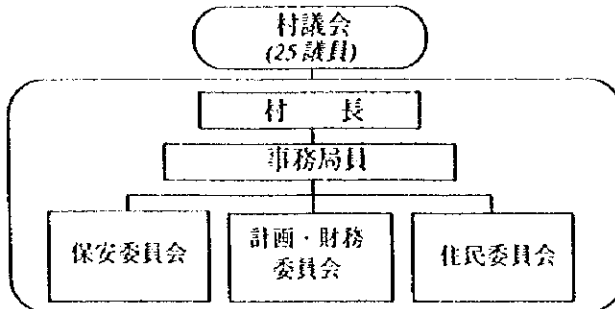 村議会
(25議員)
村　　長
事務局員
保安委員会
計画・財務
委員会
住民委員会